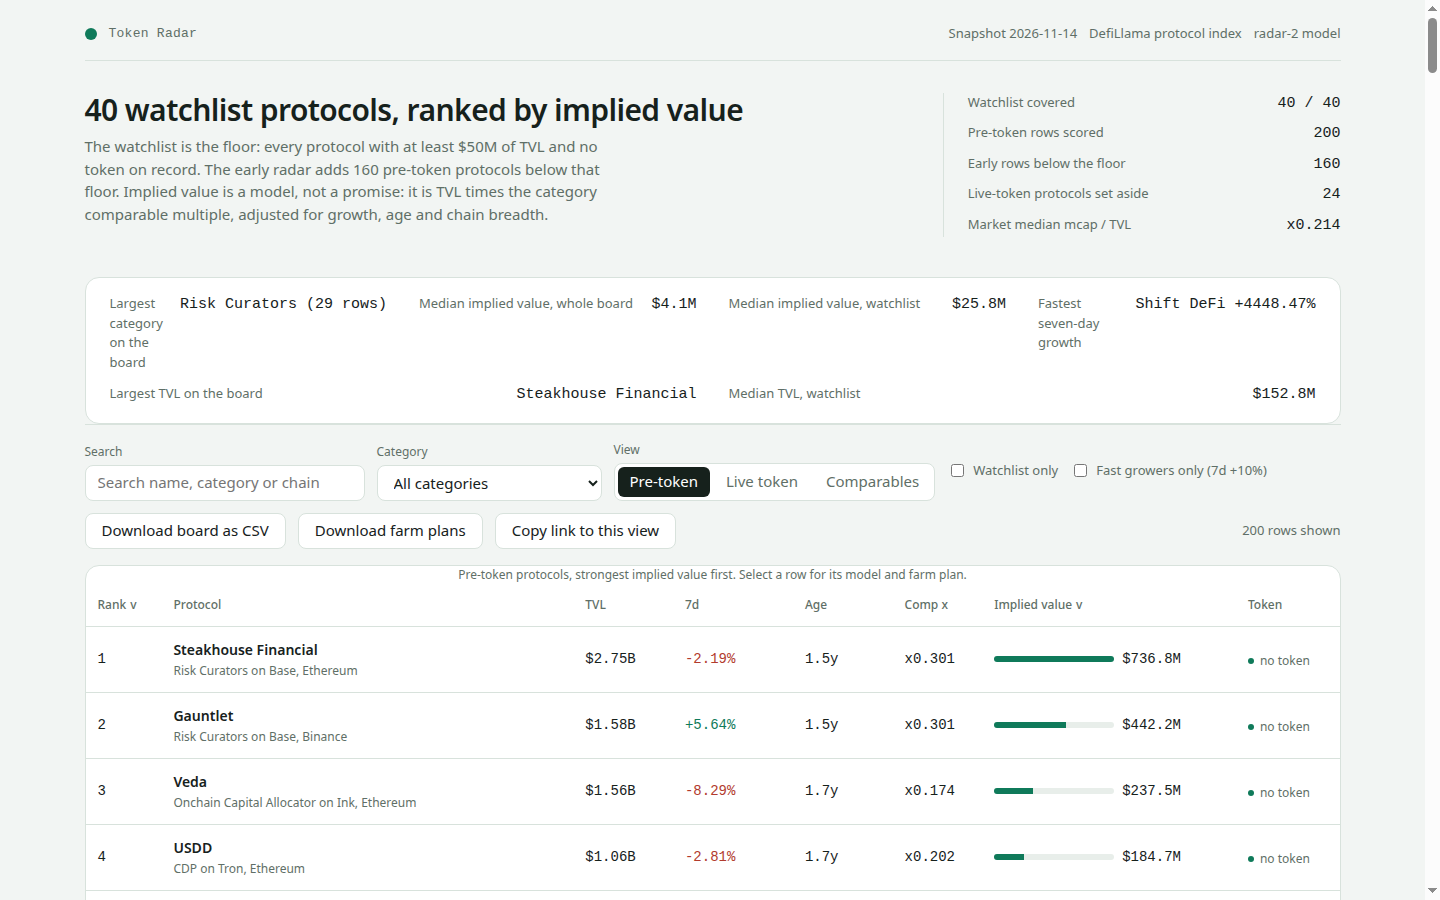 Token Radar
Snapshot 2026-11-14 DefiLlama protocol index radar-2 model
40 watchlist protocols, ranked by implied value
The watchlist is the floor: every protocol with at least $50M of TVL and no
token on record. The early radar adds 160 pre-token protocols below that
floor. Implied value is a model, not a promise: it is TVL times the category
comparable multiple, adjusted for growth, age and chain breadth.
Watchlist covered 40 / 40
Pre-token rows scored 200
Early rows below the floor 160
Live-token protocols set aside 24
Market median mcap / TVL x0.214
Largest category on the board Risk Curators (29 rows)
Median implied value, whole board $4.1M
Median implied value, watchlist $25.8M
Fastest seven-day growth Shift DeFi +4448.47%
Largest TVL on the board Steakhouse Financial
Median TVL, watchlist $152.8M
Search
Search name, category or chain
Category
All categories
View
Pre-token Live token Comparables
Watchlist only
Fast growers only (7d +10%)
Download board as CSV
Download farm plans
Copy link to this view
200 rows shown
Pre-token protocols, strongest implied value first. Select a row for its model and farm plan.
Rank v Protocol TVL 7d Age Comp x Implied value v Token
1 Steakhouse Financial $2.75B -2.19% 1.5y x0.301 $736.8M no token
Risk Curators on Base, Ethereum
2 Gauntlet $1.58B +5.64% 1.5y x0.301 $442.2M no token
Risk Curators on Base, Binance
3 Veda $1.56B -8.29% 1.7y x0.174 $237.5M no token
Onchain Capital Allocator on Ink, Ethereum
4 USDD $1.06B -2.81% 1.7y x0.202 $184.7M no token
CDP on Tron, Ethereum